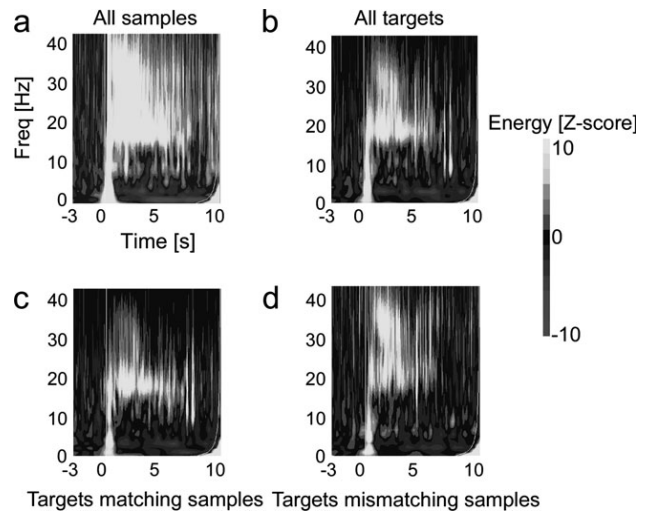 a All samples
b All targets
Freq [Hz]
40
30
20
10
0
-3 0 5 10
Time [s]
40
30
20
10
0
-3 0 5 10
Energy [Z-score]
10
0
-10
c
40
30
20
10
0
-3 0 5 10
Targets matching samples
d
40
30
20
10
0
-3 0 5 10
Targets mismatching samples